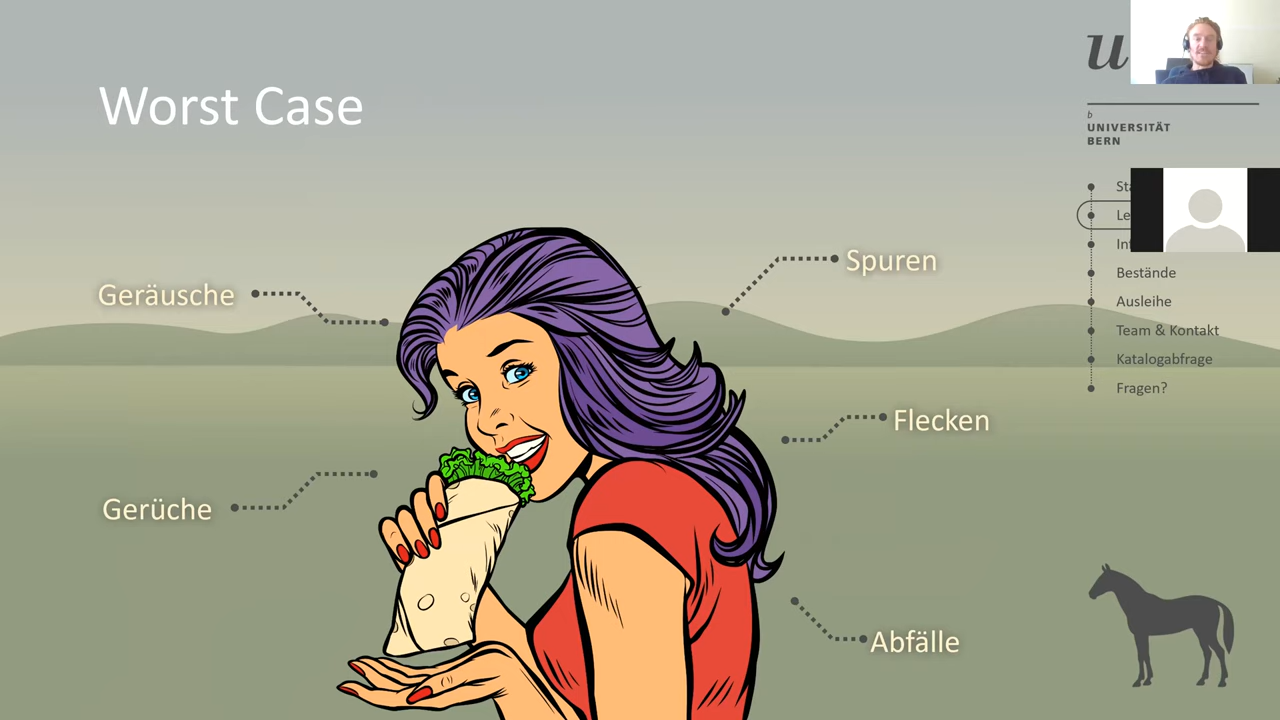 Worst Case
u
b
UNIVERSITÄT
BERN
Bestände
Ausleihe
Team & Kontakt
Katalogabfrage
Fragen?
Geräusche
Spuren
Flecken
Gerüche
Abfälle